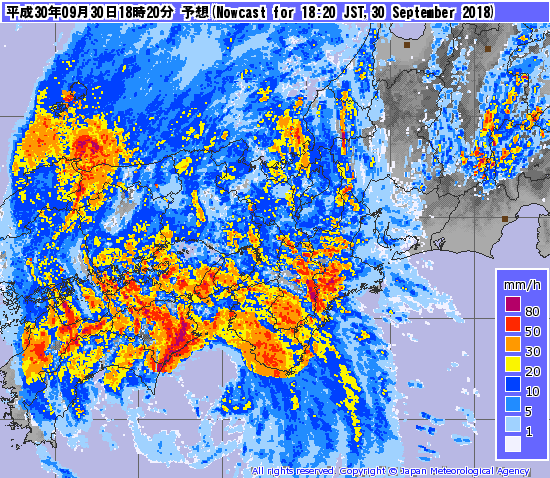 平成30年09月30日18時20分 予想(Nowcast for 18:20 JST,30 September 2018)
mm/h
80
50
30
20
10
5
1
All rights reserved. Copyright © Japan Meteorological Agency